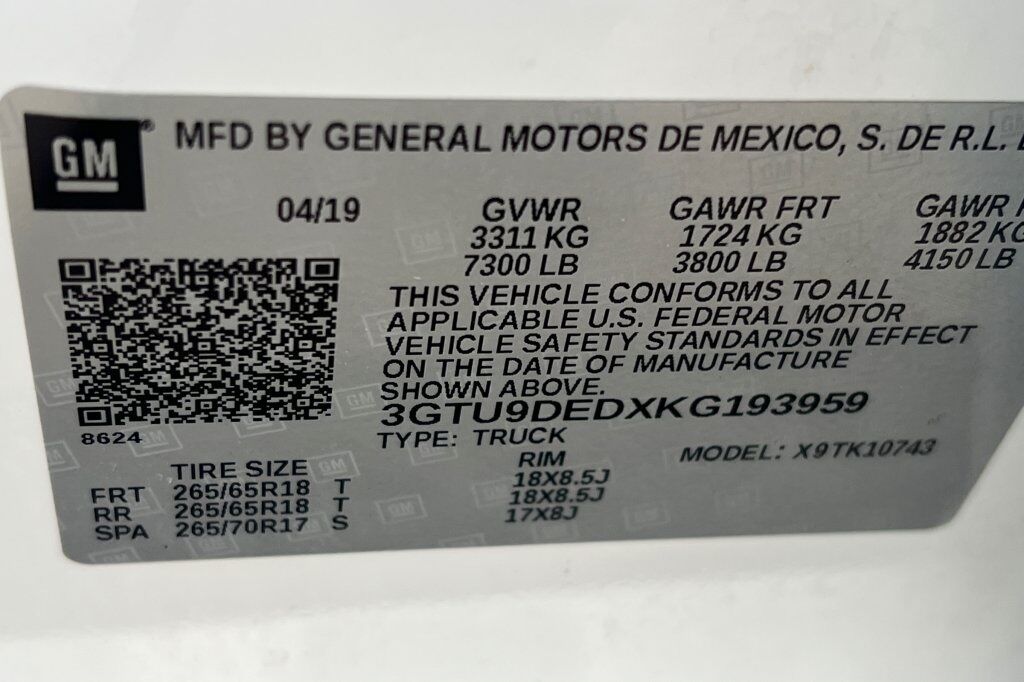 GM® MFD BY GENERAL MOTORS DE MEXICO, S. DE R.L.
04/19 GVWR GAWR FRT GAWR
3311 KG 1724 KG 1882 KG
7300 LB 3800 LB 4150 LB
THIS VEHICLE CONFORMS TO ALL
APPLICABLE U.S. FEDERAL MOTOR
VEHICLE SAFETY STANDARDS IN EFFECT
ON THE DATE OF MANUFACTURE
SHOWN ABOVE.
3GTU9DEDXKG193959
8624
TYPE: TRUCK MODEL: X9TK10743
TIRE SIZE RIM
FRT 265/65R18 T 18X8.5J
RR 265/65R18 T 18X8.5J
SPA 265/70R17 S 17X8J